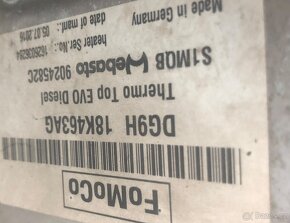 FoMoCo
DG9H 18K463AG
Thermo Top EVO Diesel
S1MQB Webasto 9024582C
heater Ser.No.: 1625036284
date of manf.: 05.07.2016
Made in Germany